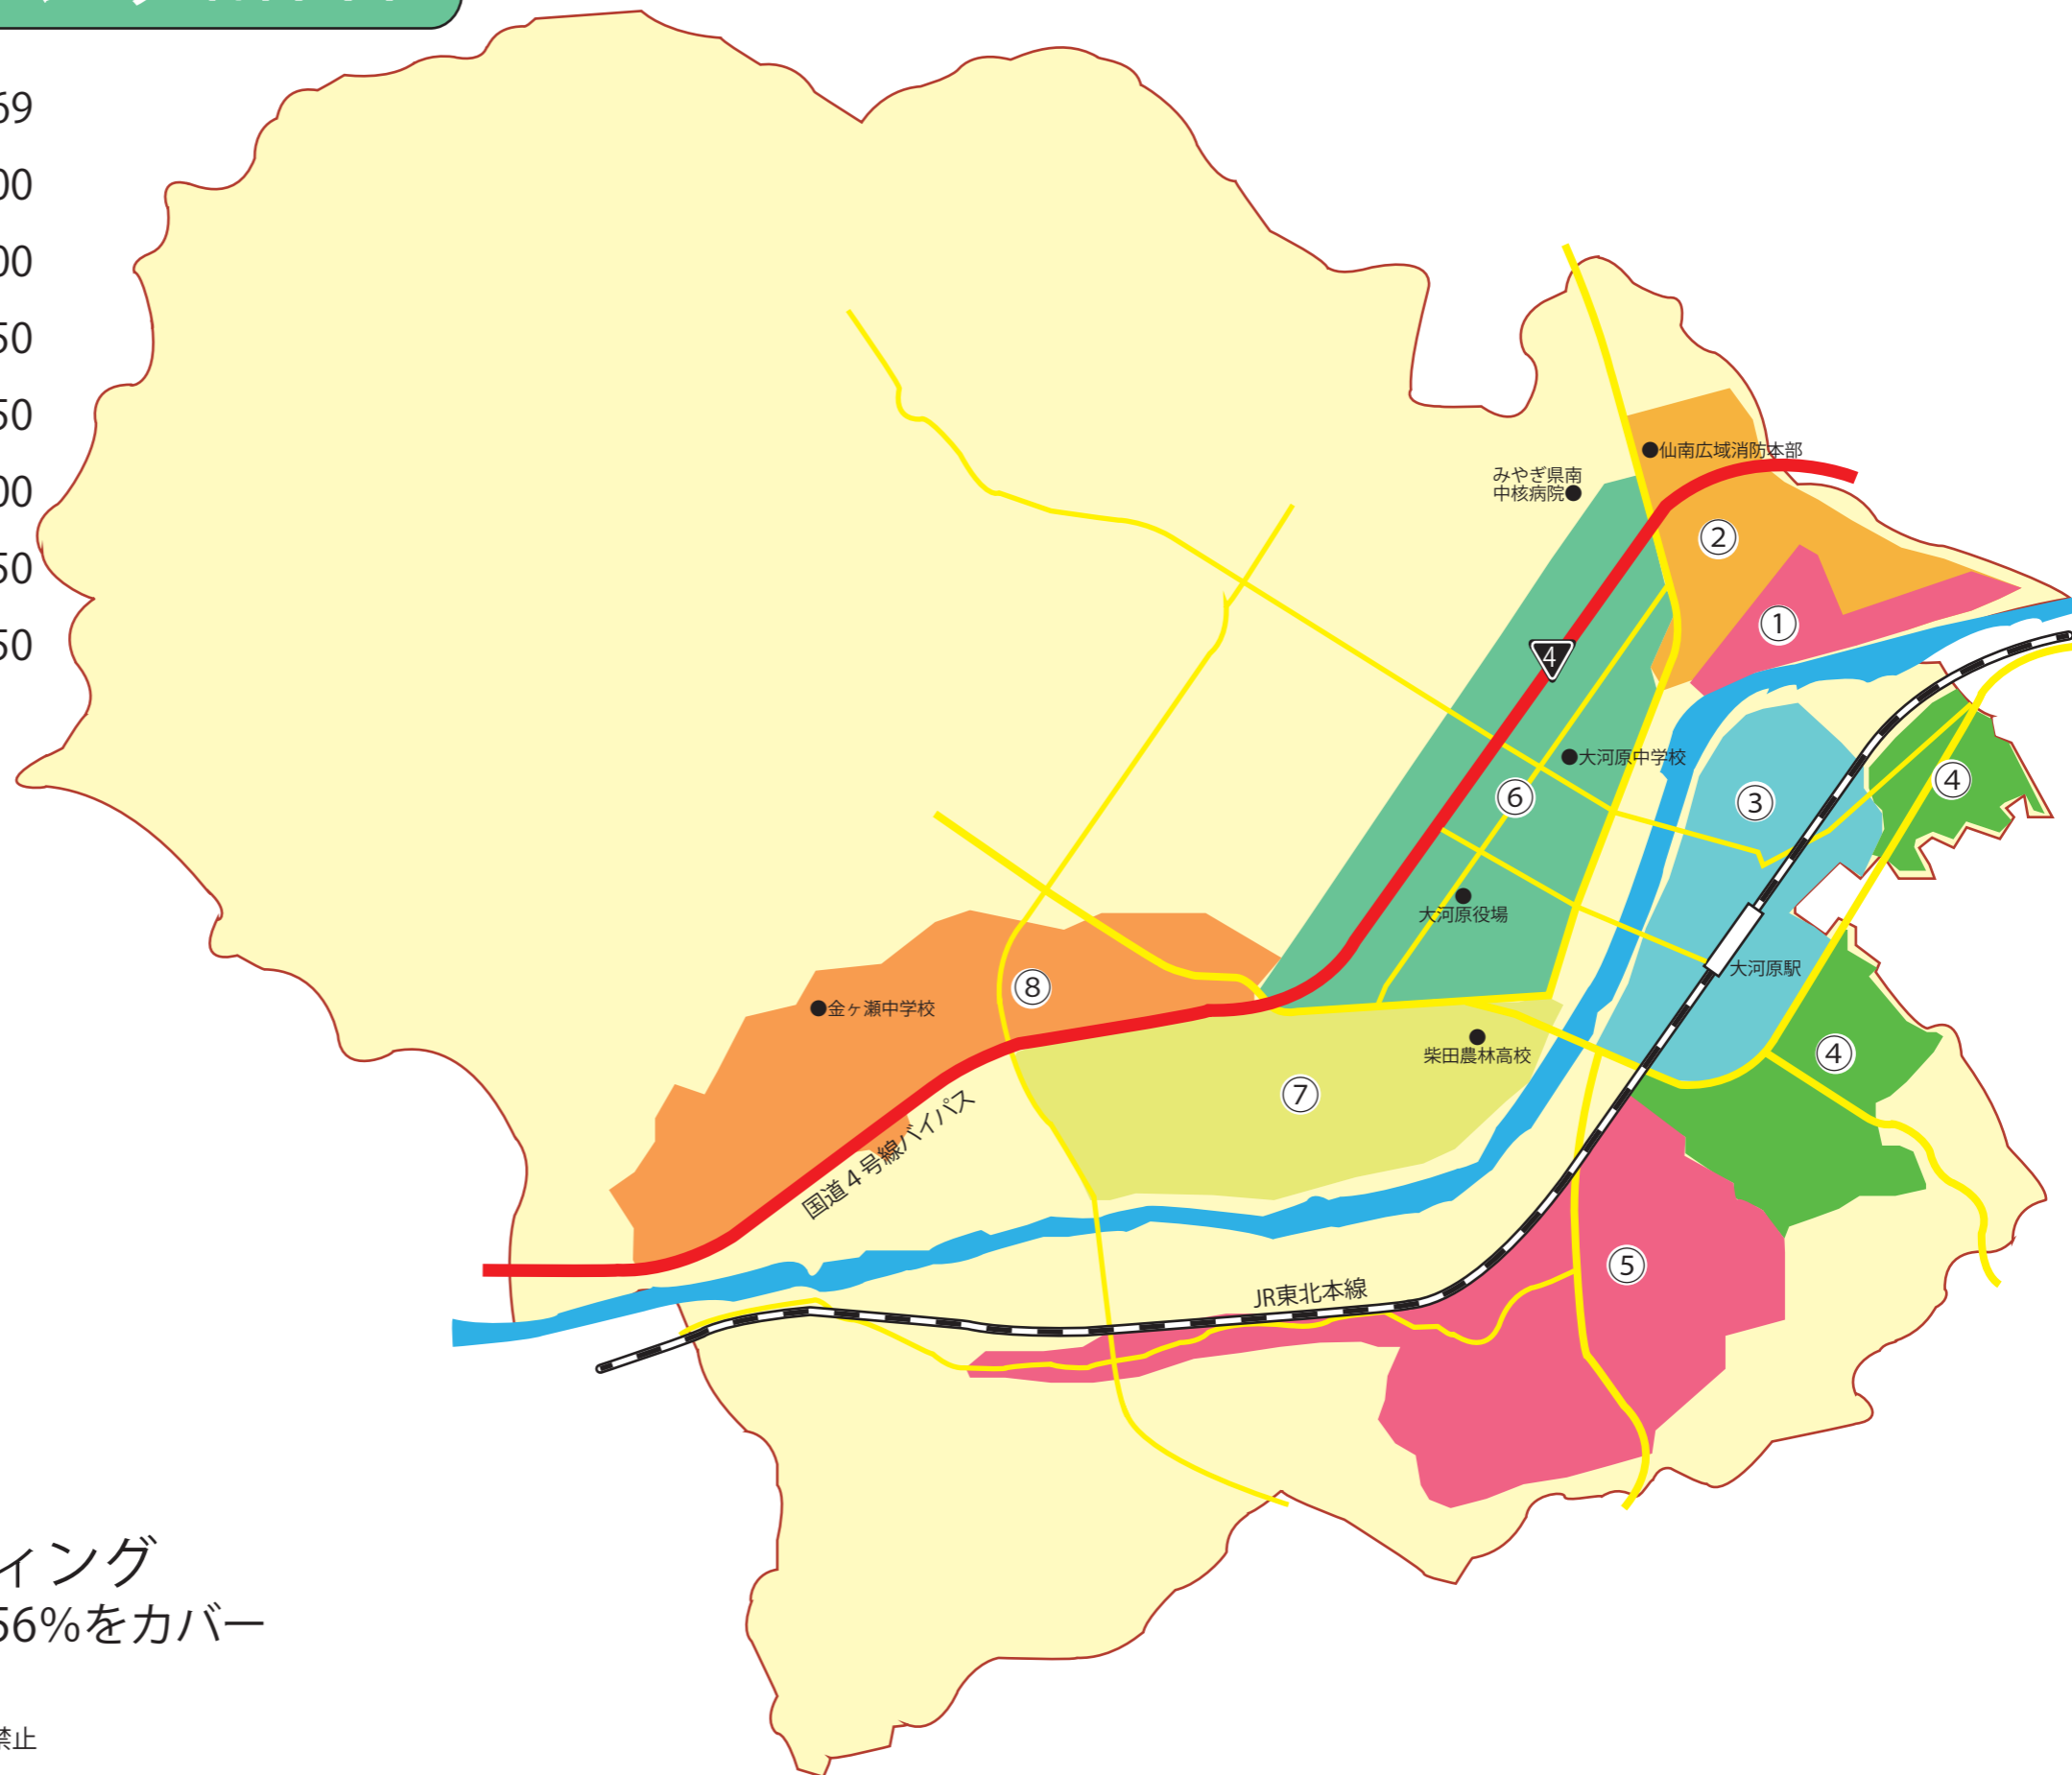 69
00
00
50
50
00
50
50
仙南広域消防本部
みやぎ県南
中核病院
②
①
4
大河原中学校
⑥
③
④
大河原役場
大河原駅
⑧
金ヶ瀬中学校
柴田農林高校
④
⑦
国道4号線バイパス
⑤
JR東北本線
ィング
56%をカバー
禁止